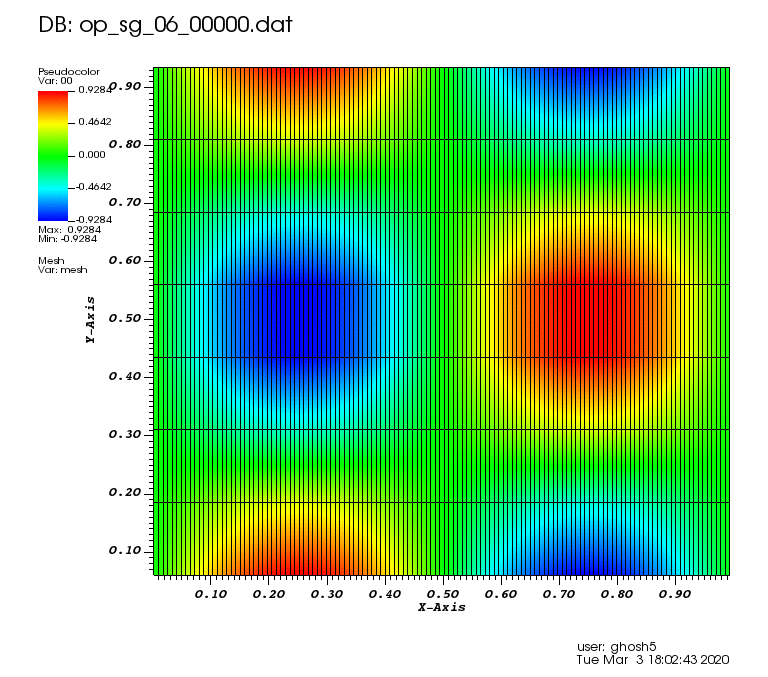 DB: op_sg_06_00000.dat
Pseudocolor
Var: 00
0.9284
0.4642
0.000
-0.4642
-0.9284
Max: 0.9284
Min: -0.9284
Mesh
Var: mesh
0.90
0.80
0.70
0.60
0.50
0.40
0.30
0.20
0.10
Y-Axis
0.10 0.20 0.30 0.40 0.50 0.60 0.70 0.80 0.90
X-Axis
user: ghosh5
Tue Mar 3 18:02:43 2020